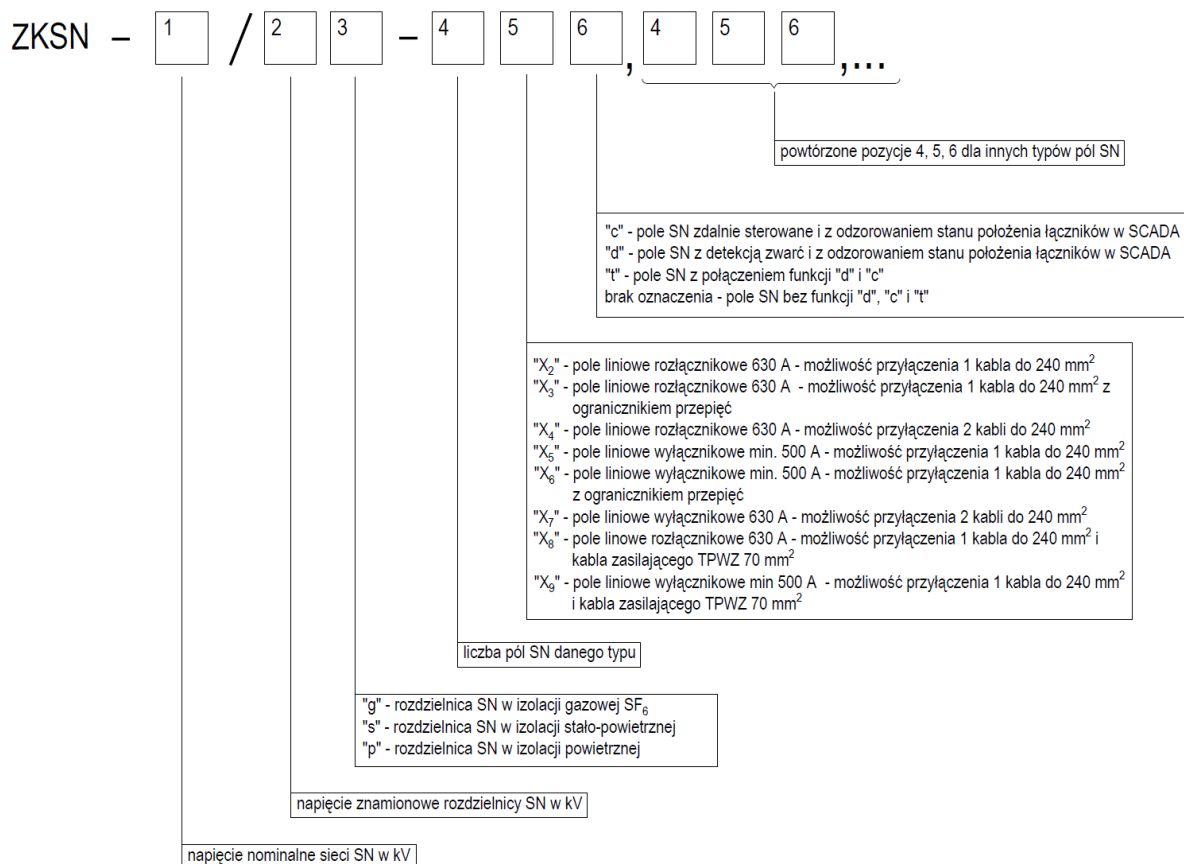 ZKSN – 1 / 2 3 – 4 5 6 , 4 5 6 ,...
powtórzone pozycje 4, 5, 6 dla innych typów pól SN
"c" - pole SN zdalnie sterowane i z odzorowaniem stanu położenia łączników w SCADA
"d" - pole SN z detekcją zwarć i z odzorowaniem stanu położenia łączników w SCADA
"t" - pole SN z połączeniem funkcji "d" i "c"
brak oznaczenia - pole SN bez funkcji "d", "c" i "t"
"X₂" - pole liniowe rozłącznikowe 630 A - możliwość przyłączenia 1 kabla do 240 mm²
"X₃" - pole liniowe rozłącznikowe 630 A - możliwość przyłączenia 1 kabla do 240 mm² z
ogranicznikiem przepięć
"X₄" - pole liniowe rozłącznikowe 630 A - możliwość przyłączenia 2 kabli do 240 mm²
"X₅" - pole liniowe wyłącznikowe min. 500 A - możliwość przyłączenia 1 kabla do 240 mm²
"X₆" - pole liniowe wyłącznikowe min. 500 A - możliwość przyłączenia 1 kabla do 240 mm²
z ogranicznikiem przepięć
"X₇" - pole liniowe wyłącznikowe 630 A - możliwość przyłączenia 2 kabli do 240 mm²
"X₈" - pole linowe rozłącznikowe 630 A - możliwość przyłączenia 1 kabla do 240 mm² i
kabla zasilającego TPWZ 70 mm²
"X₉" - pole liniowe wyłącznikowe min 500 A - możliwość przyłączenia 1 kabla do 240 mm²
i kabla zasilającego TPWZ 70 mm²
liczba pól SN danego typu
"g" - rozdzielnica SN w izolacji gazowej SF₆
"s" - rozdzielnica SN w izolacji stało-powietrznej
"p" - rozdzielnica SN w izolacji powietrznej
napięcie znamionowe rozdzielnicy SN w kV
napięcie nominalne sieci SN w kV